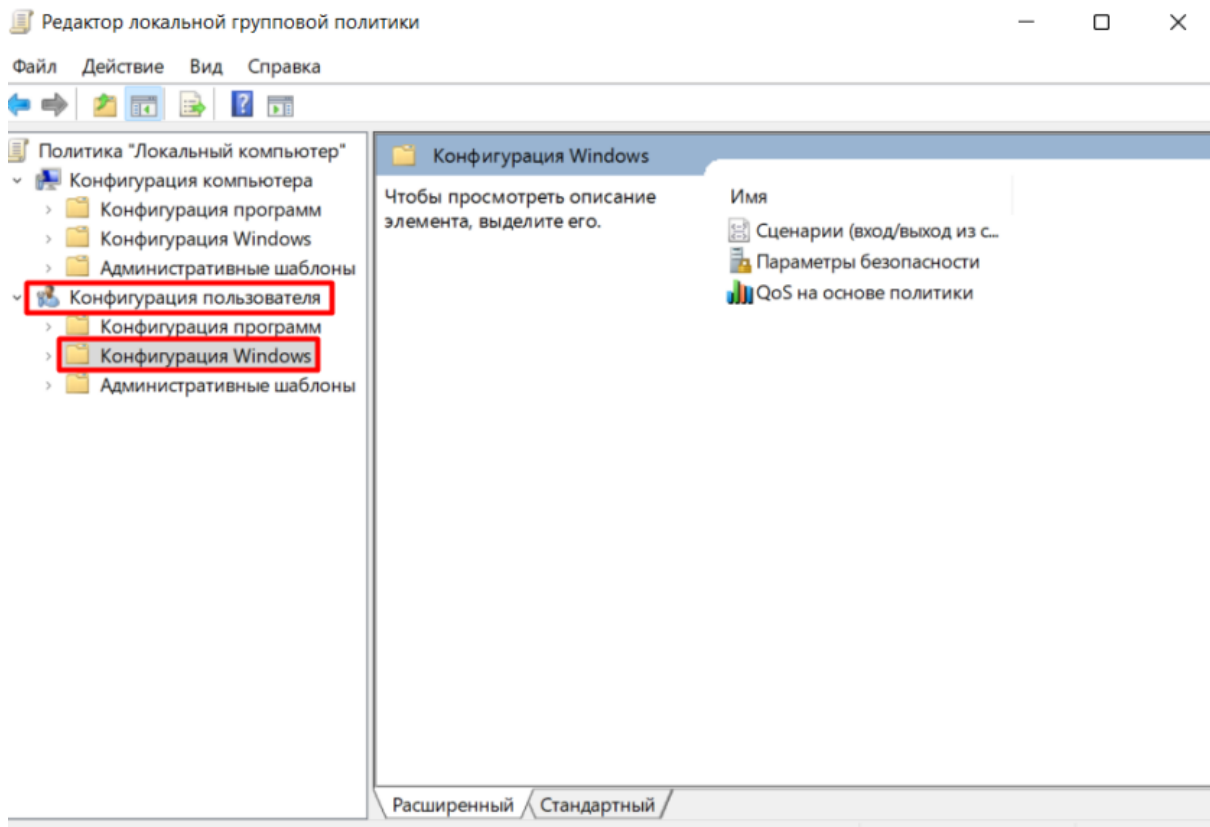 Редактор локальной групповой политики
Файл Действие Вид Справка
Политика "Локальный компьютер"
Конфигурация компьютера
Конфигурация программ
Конфигурация Windows
Административные шаблоны
Конфигурация пользователя
Конфигурация программ
Конфигурация Windows
Административные шаблоны
Конфигурация Windows
Чтобы просмотреть описание
элемента, выделите его.
Имя
Сценарии (вход/выход из с...
Параметры безопасности
QoS на основе политики
Расширенный Стандартный